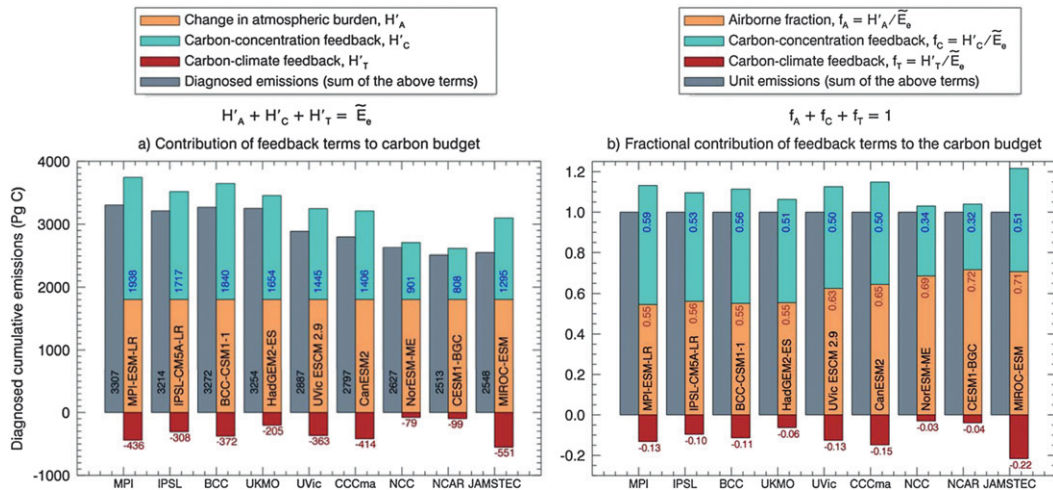 Change in atmospheric burden, H'A
Carbon-concentration feedback, H'C
Carbon-climate feedback, H'T
Diagnosed emissions (sum of the above terms)
H'A + H'C + H'T = Ẽe
a) Contribution of feedback terms to carbon budget
Diagnosed cumulative emissions (Pg C)
4000
3000
2000
1000
0
-1000
3307 1938 MPI-ESM-LR -436
3214 1717 IPSL-CM5A-LR -308
3272 1840 BCC-CSM1-1 -372
3254 1654 HadGEM2-ES -205
2887 1445 UVic ESCM 2.9 -363
2797 1406 CanESM2 -414
2627 901 NorESM-ME -79
2513 808 CESM1-BGC -99
2548 1295 MIROC-ESM -551
MPI IPSL BCC UKMO UVic CCCma NCC NCAR JAMSTEC
Airborne fraction, fA = H'A/Ẽe
Carbon-concentration feedback, fC = H'C/Ẽe
Carbon-climate feedback, fT = H'T/Ẽe
Unit emissions (sum of the above terms)
fA + fC + fT = 1
b) Fractional contribution of feedback terms to the carbon budget
1.2
1.0
0.8
0.6
0.4
0.2
0.0
-0.2
0.59 0.55 MPI-ESM-LR -0.13
0.53 0.56 IPSL-CM5A-LR -0.10
0.56 0.55 BCC-CSM1-1 -0.11
0.51 0.55 HadGEM2-ES -0.06
0.50 0.63 UVic ESCM 2.9 -0.13
0.50 0.65 CanESM2 -0.15
0.34 0.69 NorESM-ME -0.03
0.32 0.72 CESM1-BGC -0.04
0.51 0.71 MIROC-ESM -0.22
MPI IPSL BCC UKMO UVic CCCma NCC NCAR JAMSTEC